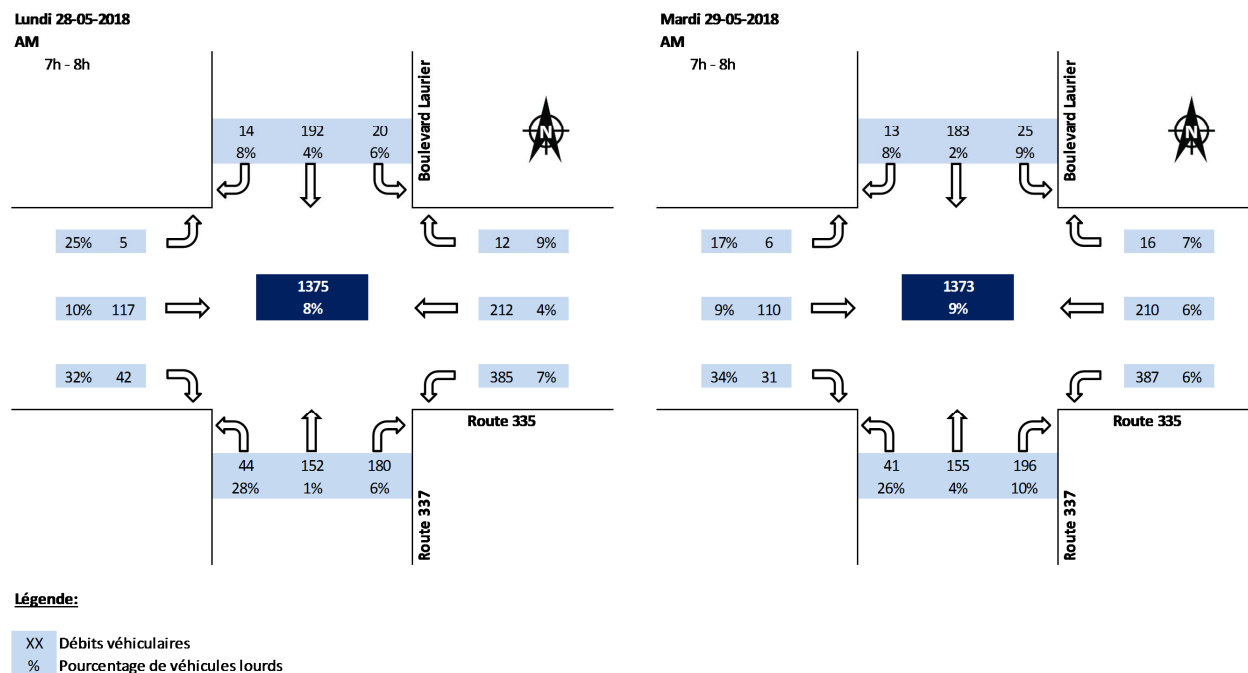 Lundi 28-05-2018
AM
7h - 8h
Boulevard Laurier
N
14 192 20
8% 4% 6%
25% 5
12 9%
1375
8%
10% 117
212 4%
32% 42
385 7%
Route 335
44 152 180
28% 1% 6%
Route 337
Mardi 29-05-2018
AM
7h - 8h
Boulevard Laurier
N
13 183 25
8% 2% 9%
17% 6
16 7%
1373
9%
9% 110
210 6%
34% 31
387 6%
Route 335
41 155 196
26% 4% 10%
Route 337
Légende:
XX Débits véhiculaires
% Pourcentage de véhicules lourds